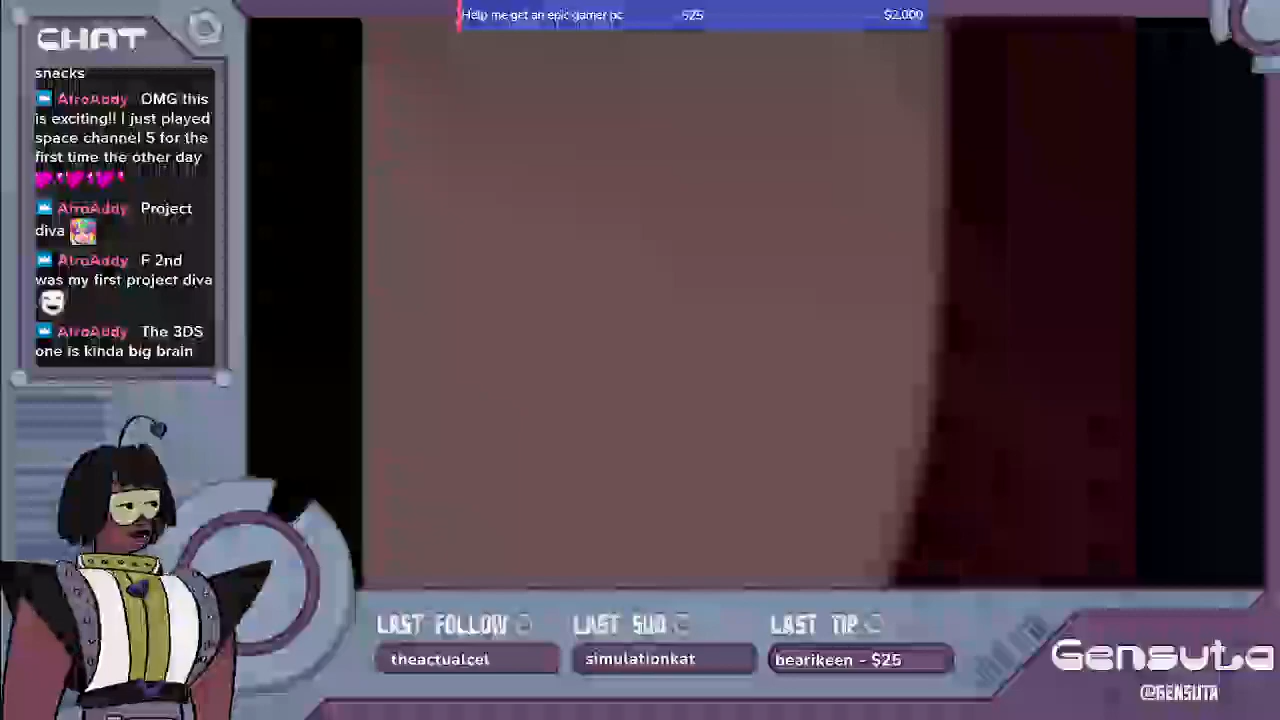 Help me get an epic gamer pc 525 $2,000
CHAT
snacks
AfroAddy OMG this
is exciting!! I just played
space channel 5 for the
first time the other day
AfroAddy Project
diva
AfroAddy F 2nd
was my first project diva
AfroAddy The 3DS
one is kinda big brain
LAST FOLLOW LAST SUB LAST TIP
theactualcel simulationkat bearikeen - $25
Gensuta
@GENSUTA